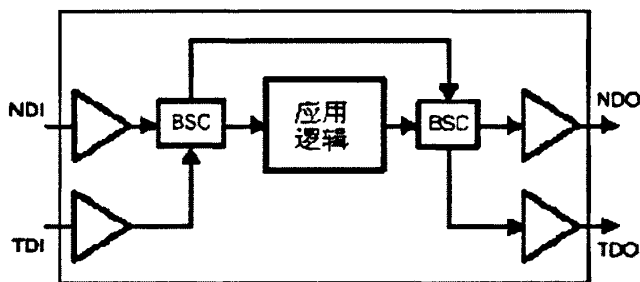 NDI
BSC
应用
逻辑
BSC
NDO
TDI
TDO